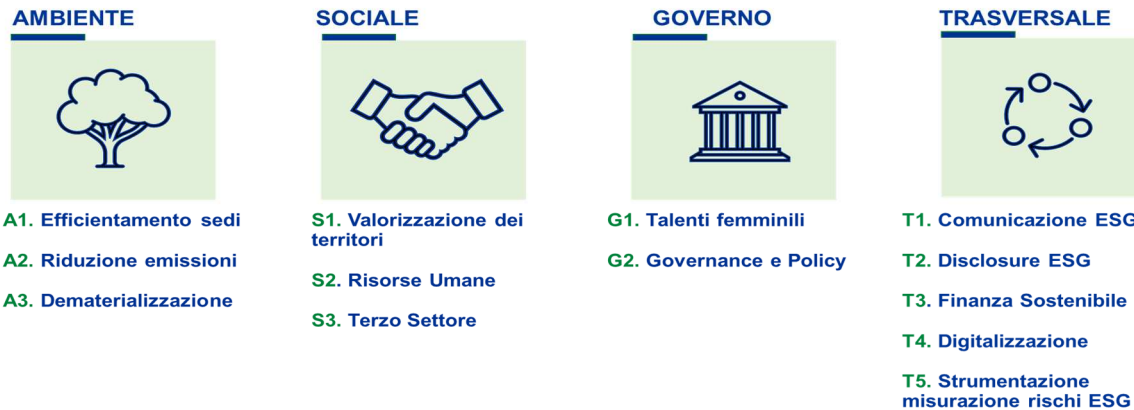 AMBIENTE
A1. Efficientamento sedi
A2. Riduzione emissioni
A3. Dematerializzazione
SOCIALE
S1. Valorizzazione dei
territori
S2. Risorse Umane
S3. Terzo Settore
GOVERNO
G1. Talenti femminili
G2. Governance e Policy
TRASVERSALE
T1. Comunicazione ESG
T2. Disclosure ESG
T3. Finanza Sostenibile
T4. Digitalizzazione
T5. Strumentazione
misurazione rischi ESG